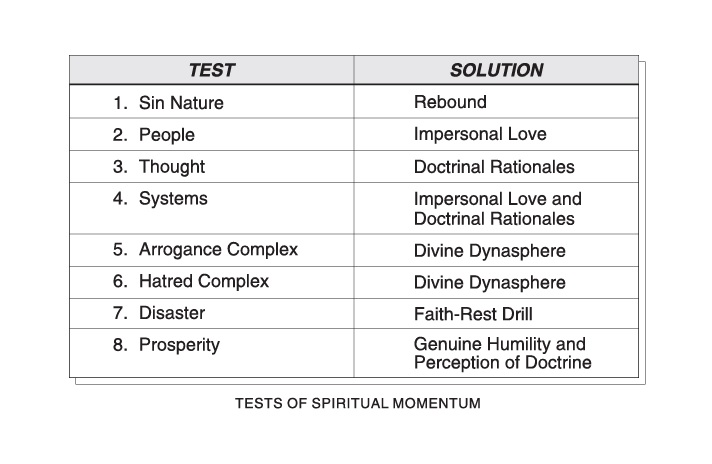 TEST SOLUTION
1. Sin Nature Rebound
2. People Impersonal Love
3. Thought Doctrinal Rationales
4. Systems Impersonal Love and
Doctrinal Rationales
5. Arrogance Complex Divine Dynasphere
6. Hatred Complex Divine Dynasphere
7. Disaster Faith-Rest Drill
8. Prosperity Genuine Humility and
Perception of Doctrine
TESTS OF SPIRITUAL MOMENTUM